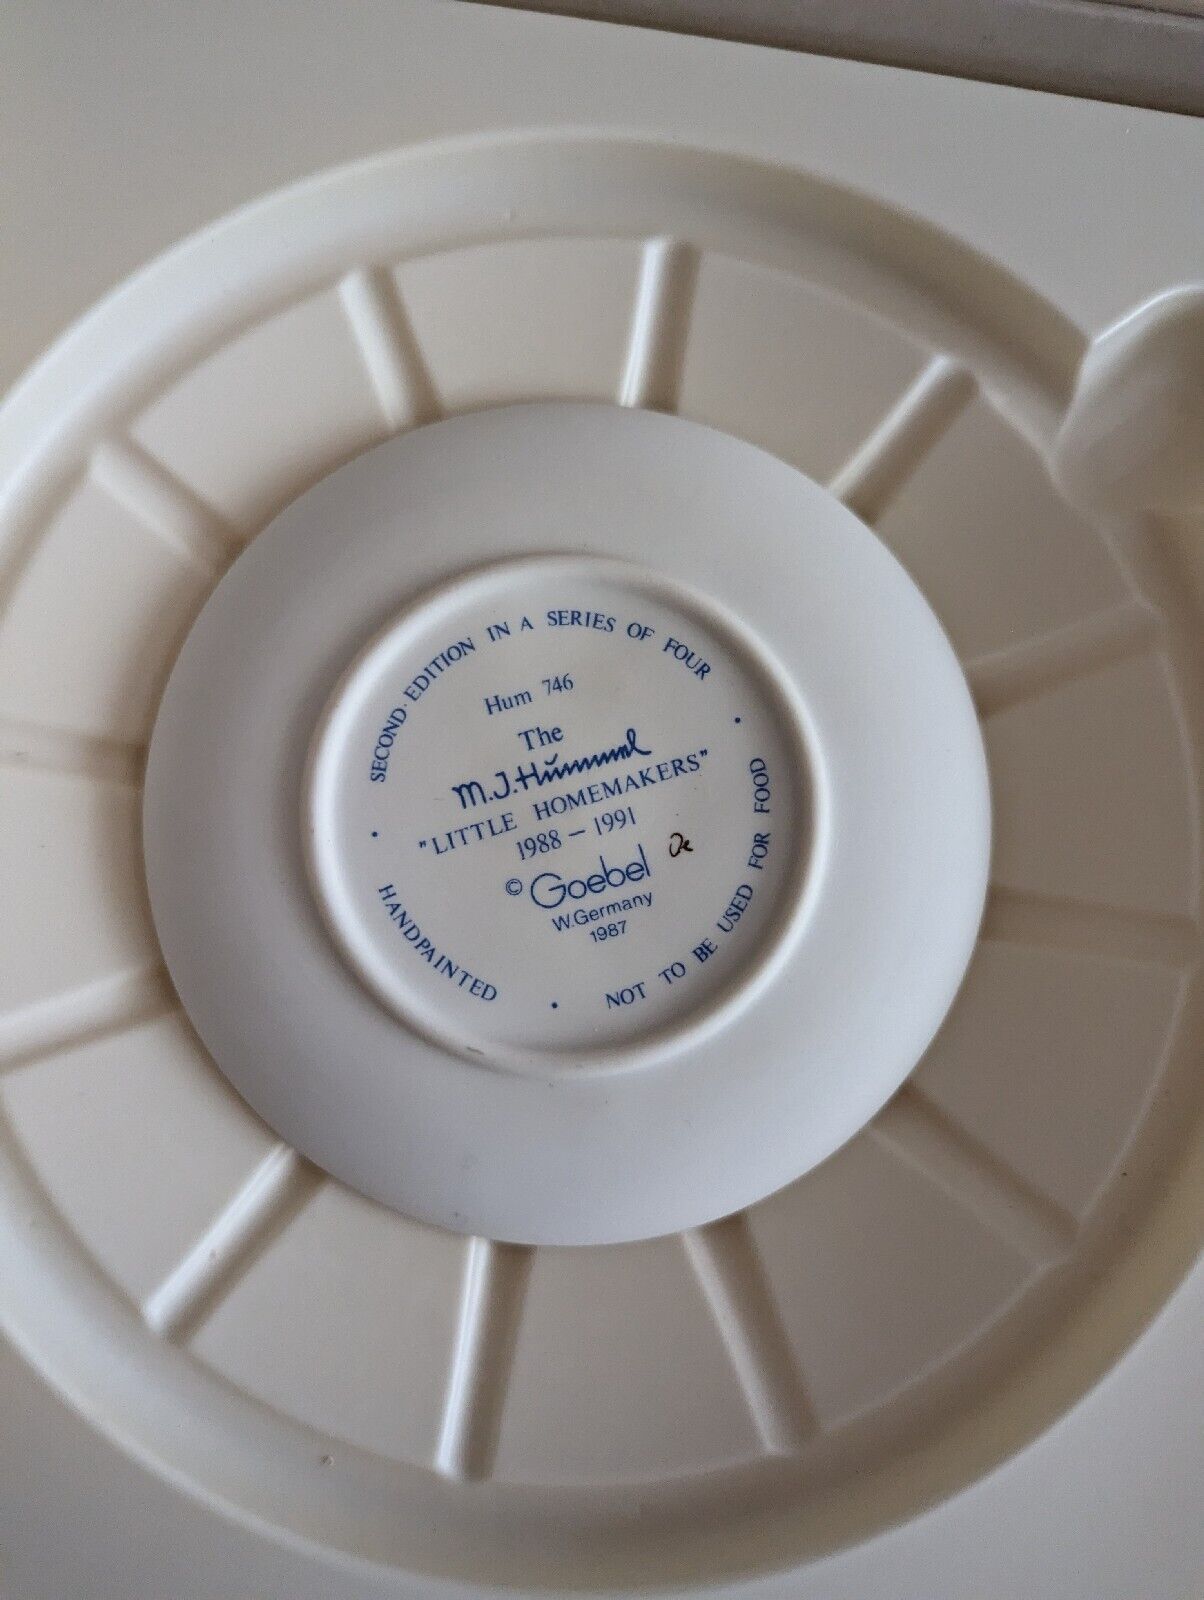 SECOND EDITION IN A SERIES OF FOUR
Hum 746
The
M.J.Hummel
"LITTLE HOMEMAKERS"
1988 – 1991
© Goebel
W.Germany
1987
HANDPAINTED
NOT TO BE USED FOR FOOD